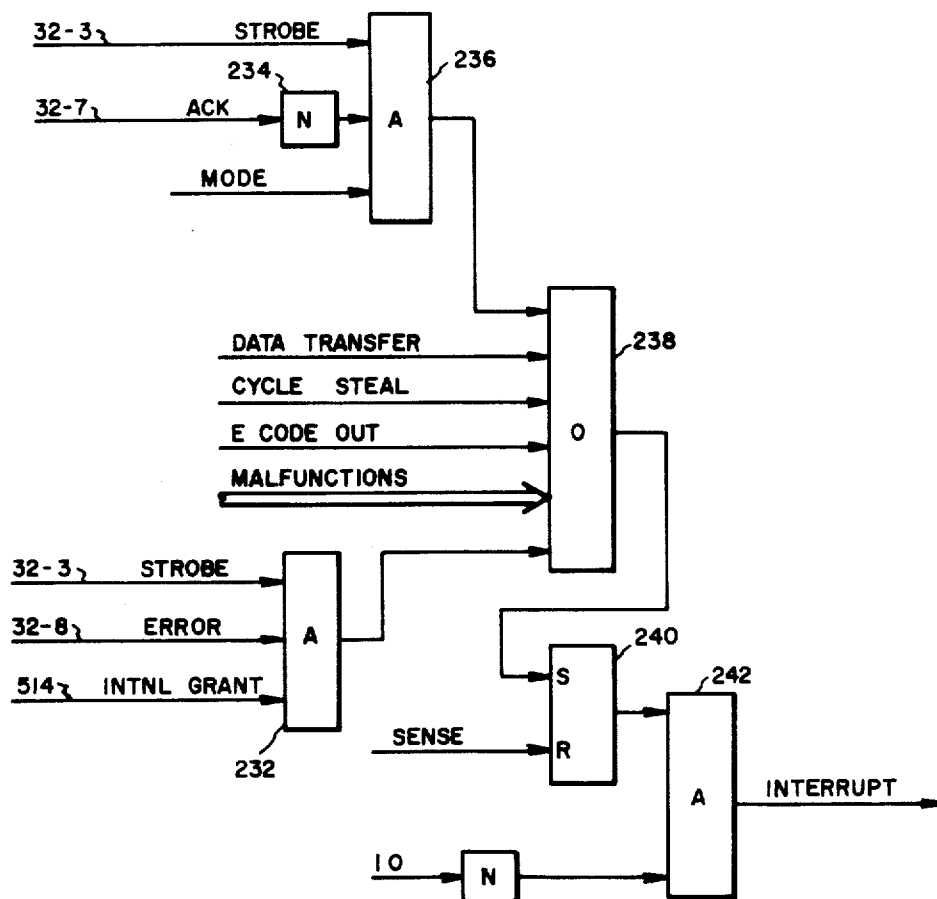 32-3 STROBE
234
236
32-7 ACK
N
A
MODE
DATA TRANSFER
238
CYCLE STEAL
O
E CODE OUT
MALFUNCTIONS
32-3 STROBE
32-8 ERROR
A
514 INTNL GRANT
232
240
S
242
SENSE
R
A
INTERRUPT
IO
N